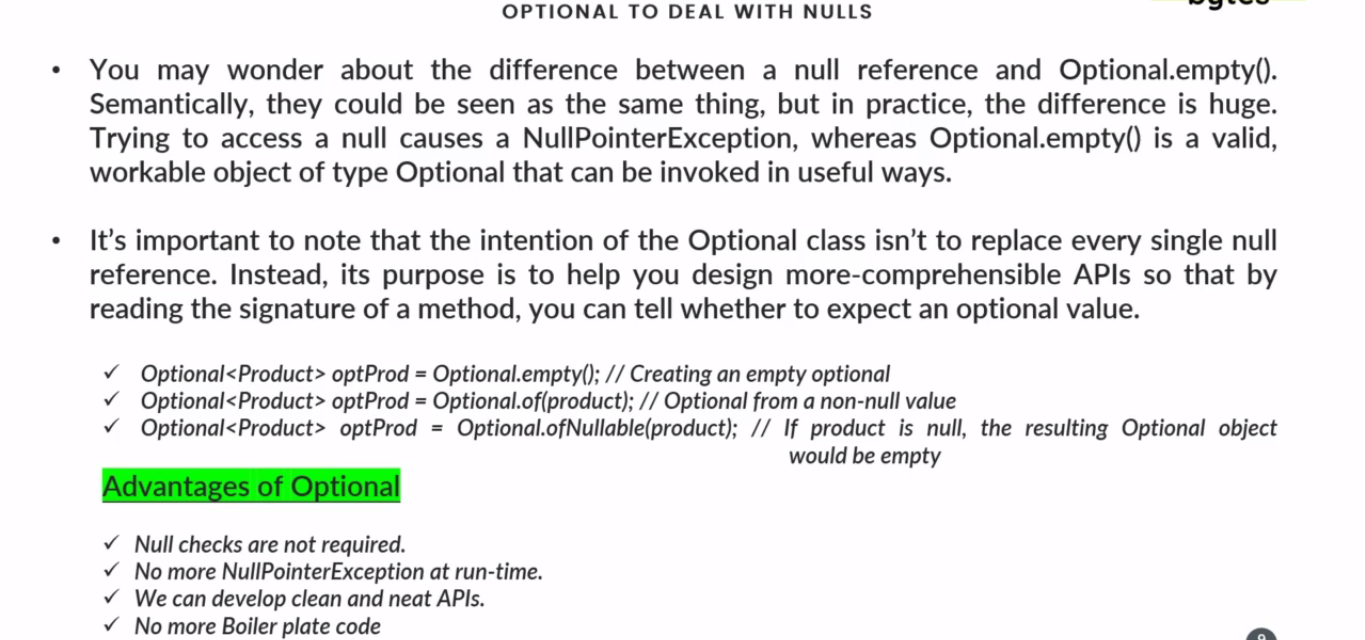 OPTIONAL TO DEAL WITH NULLS
• You may wonder about the difference between a null reference and Optional.empty().
Semantically, they could be seen as the same thing, but in practice, the difference is huge.
Trying to access a null causes a NullPointerException, whereas Optional.empty() is a valid,
workable object of type Optional that can be invoked in useful ways.
• It’s important to note that the intention of the Optional class isn’t to replace every single null
reference. Instead, its purpose is to help you design more-comprehensible APIs so that by
reading the signature of a method, you can tell whether to expect an optional value.
✓ Optional<Product> optProd = Optional.empty(); // Creating an empty optional
✓ Optional<Product> optProd = Optional.of(product); // Optional from a non-null value
✓ Optional<Product> optProd = Optional.ofNullable(product); // If product is null, the resulting Optional object
would be empty
Advantages of Optional
✓ Null checks are not required.
✓ No more NullPointerException at run-time.
✓ We can develop clean and neat APIs.
✓ No more Boiler plate code